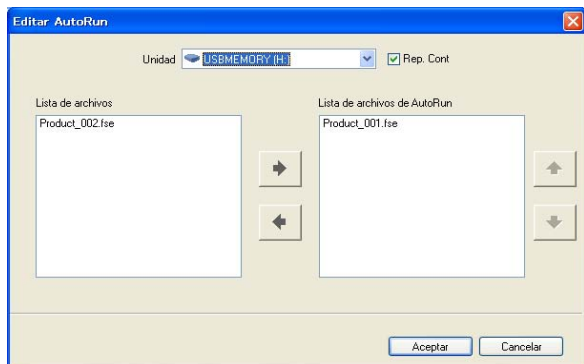 Editar AutoRun
Unidad USBMEMORY (H:) Rep. Cont
Lista de archivos
Lista de archivos de AutoRun
Product_002.fse
Product_001.fse
Aceptar Cancelar